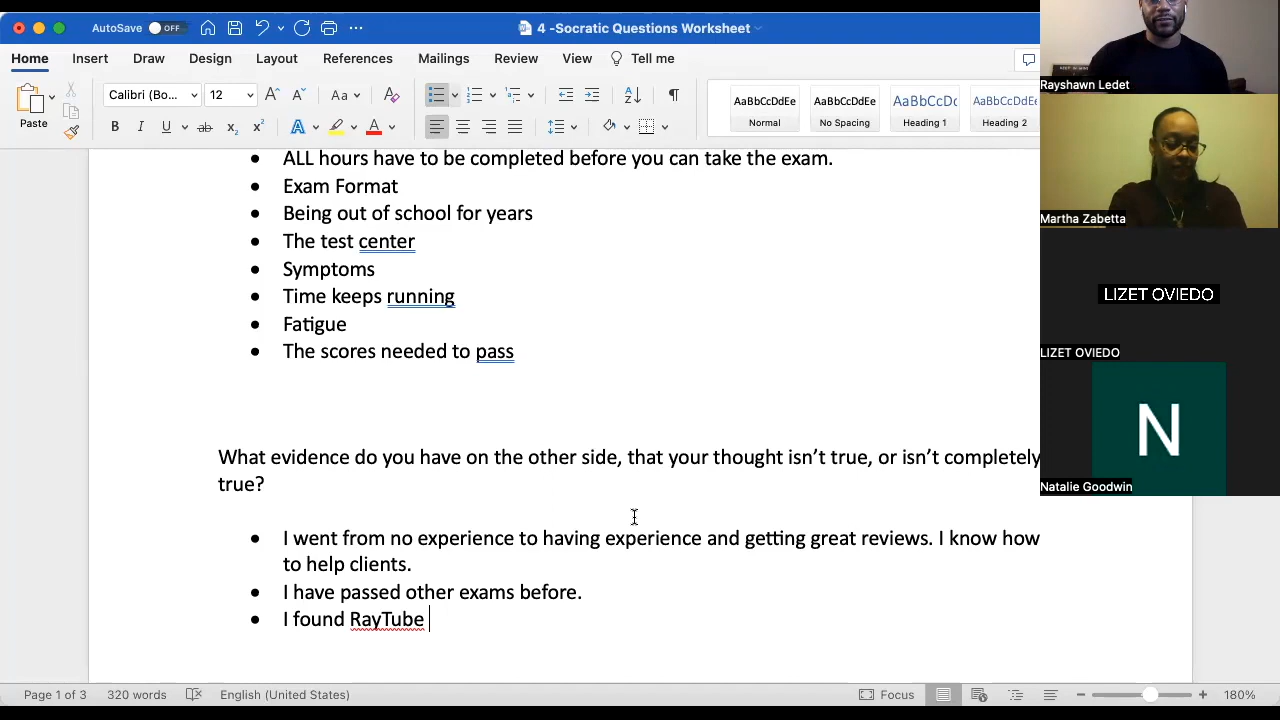 AutoSave OFF
4 -Socratic Questions Worksheet
Home Insert Draw Design Layout References Mailings Review View Tell me
Paste
Calibri (Bo... 12
AaBbCcDdEe AaBbCcDdEe AaBbCcDc AaBbCcDdEe
Normal No Spacing Heading 1 Heading 2
• ALL hours have to be completed before you can take the exam.
• Exam Format
• Being out of school for years
• The test center
• Symptoms
• Time keeps running
• Fatigue
• The scores needed to pass
What evidence do you have on the other side, that your thought isn’t true, or isn’t completely
true?
• I went from no experience to having experience and getting great reviews. I know how
to help clients.
• I have passed other exams before.
• I found RayTube
Page 1 of 3 320 words English (United States) Focus 180%
Rayshawn Ledet
Martha Zabetta
LIZET OVIEDO
LIZET OVIEDO
N
Natalie Goodwin